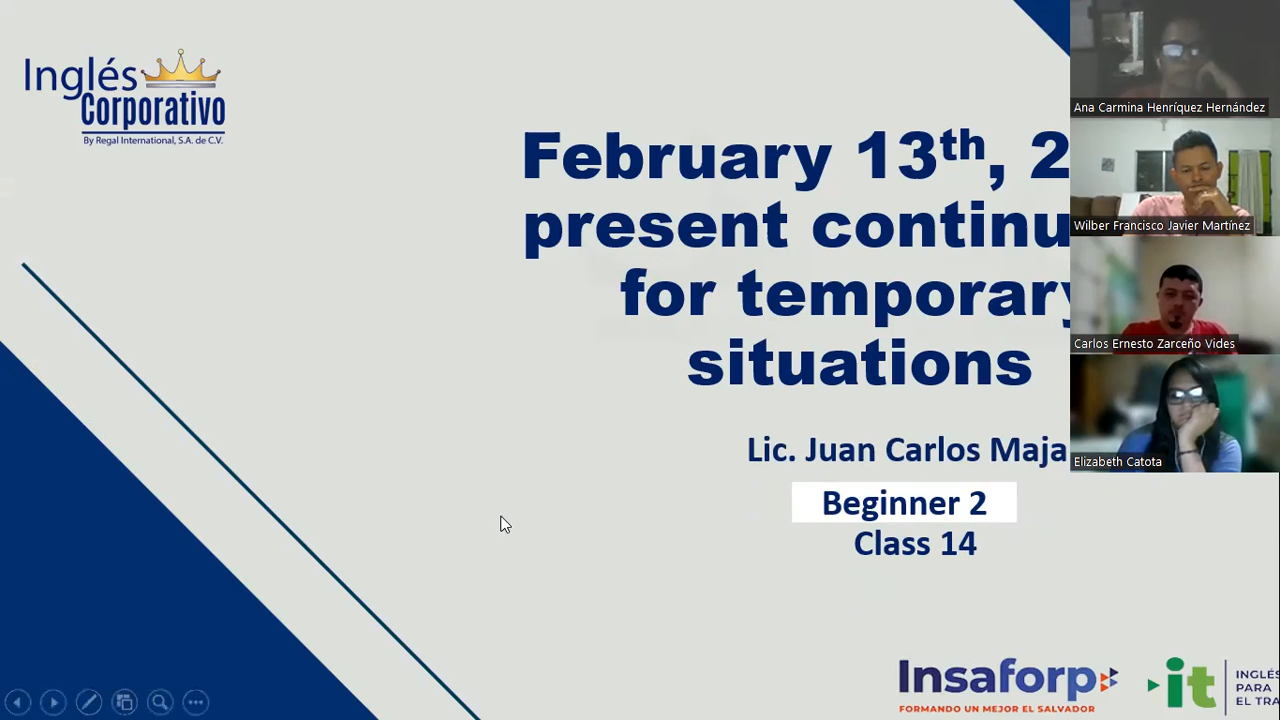 Inglés
Corporativo
By Regal International, S.A. de C.V.
February 13th, 2
present continu
for temporary
situations
Lic. Juan Carlos Maja
Beginner 2
Class 14
Ana Carmina Henríquez Hernández
Wilber Francisco Javier Martínez
Carlos Ernesto Zarceño Vides
Elizabeth Catota
Insaforp
FORMANDO UN MEJOR EL SALVADOR
it
INGLÉS
PARA
EL TRA